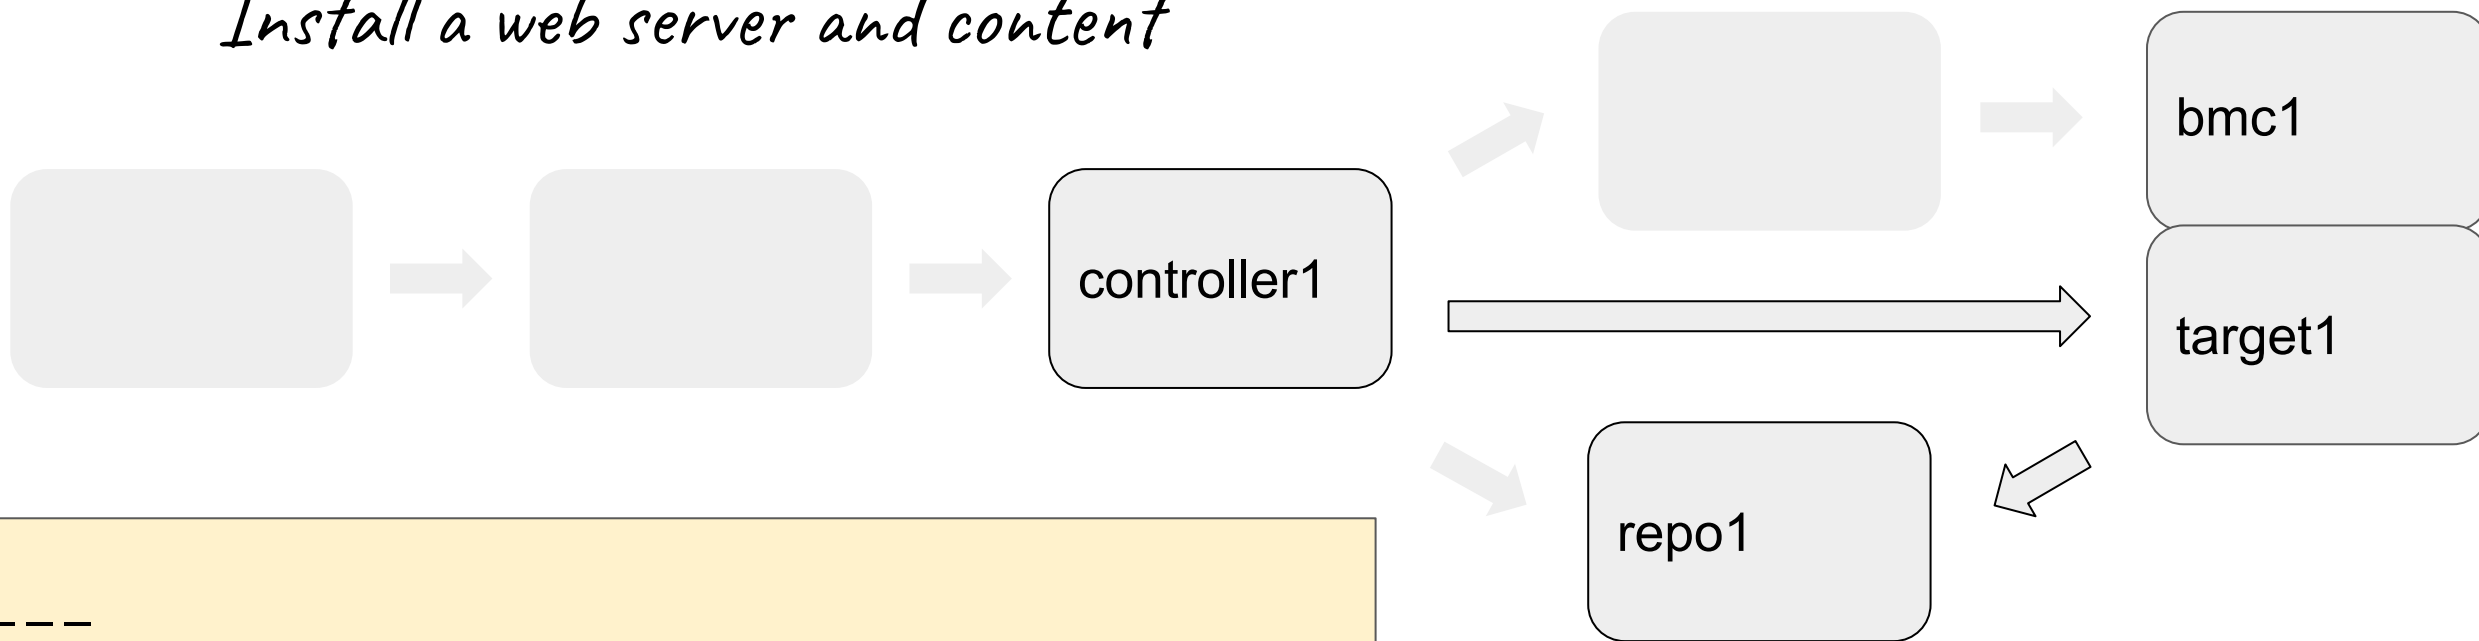 Install a web server and content
bmc1
controller1
target1
repo1
---